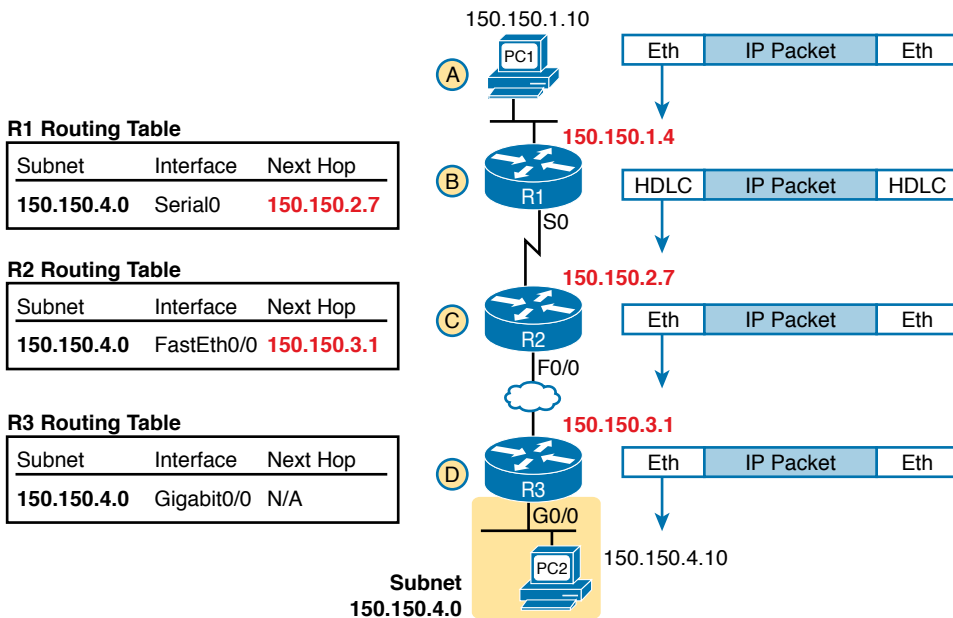 150.150.1.10
PC1
A
Eth IP Packet Eth
150.150.1.4
R1 Routing Table
Subnet Interface Next Hop
150.150.4.0 Serial0 150.150.2.7
B
R1
HDLC IP Packet HDLC
S0
150.150.2.7
R2 Routing Table
Subnet Interface Next Hop
150.150.4.0 FastEth0/0 150.150.3.1
C
R2
Eth IP Packet Eth
F0/0
150.150.3.1
R3 Routing Table
Subnet Interface Next Hop
150.150.4.0 Gigabit0/0 N/A
D
R3
Eth IP Packet Eth
G0/0
PC2
150.150.4.10
Subnet
150.150.4.0